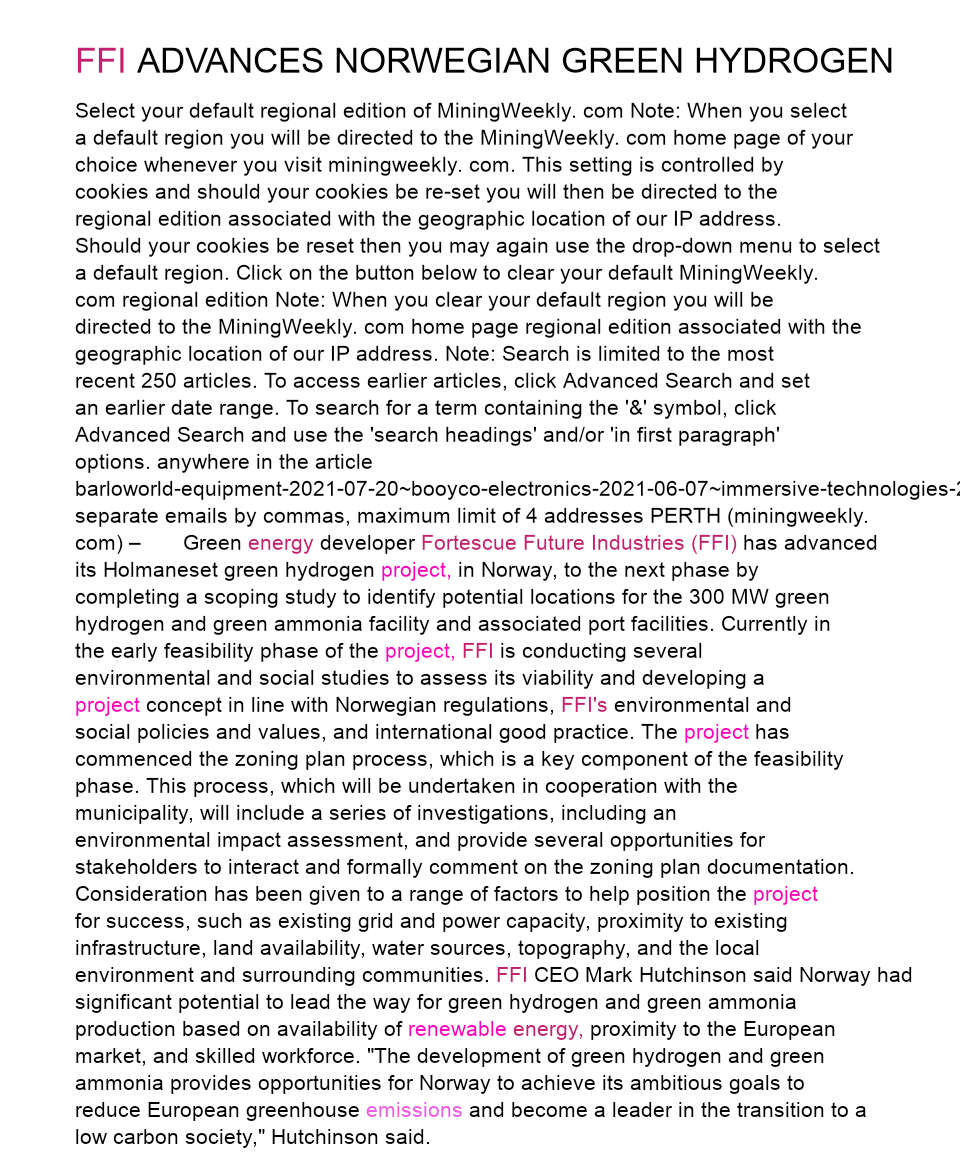 FFI ADVANCES NORWEGIAN GREEN HYDROGEN
Select your default regional edition of MiningWeekly. com Note: When you select
a default region you will be directed to the MiningWeekly. com home page of your
choice whenever you visit miningweekly. com. This setting is controlled by
cookies and should your cookies be re-set you will then be directed to the
regional edition associated with the geographic location of our IP address.
Should your cookies be reset then you may again use the drop-down menu to select
a default region. Click on the button below to clear your default MiningWeekly.
com regional edition Note: When you clear your default region you will be
directed to the MiningWeekly. com home page regional edition associated with the
geographic location of our IP address. Note: Search is limited to the most
recent 250 articles. To access earlier articles, click Advanced Search and set
an earlier date range. To search for a term containing the '&' symbol, click
Advanced Search and use the 'search headings' and/or 'in first paragraph'
options. anywhere in the article
barloworld-equipment-2021-07-20~booyco-electronics-2021-06-07~immersive-technologies-2
separate emails by commas, maximum limit of 4 addresses PERTH (miningweekly.
com) – Green energy developer Fortescue Future Industries (FFI) has advanced
its Holmaneset green hydrogen project, in Norway, to the next phase by
completing a scoping study to identify potential locations for the 300 MW green
hydrogen and green ammonia facility and associated port facilities. Currently in
the early feasibility phase of the project, FFI is conducting several
environmental and social studies to assess its viability and developing a
project concept in line with Norwegian regulations, FFI's environmental and
social policies and values, and international good practice. The project has
commenced the zoning plan process, which is a key component of the feasibility
phase. This process, which will be undertaken in cooperation with the
municipality, will include a series of investigations, including an
environmental impact assessment, and provide several opportunities for
stakeholders to interact and formally comment on the zoning plan documentation.
Consideration has been given to a range of factors to help position the project
for success, such as existing grid and power capacity, proximity to existing
infrastructure, land availability, water sources, topography, and the local
environment and surrounding communities. FFI CEO Mark Hutchinson said Norway had
significant potential to lead the way for green hydrogen and green ammonia
production based on availability of renewable energy, proximity to the European
market, and skilled workforce. "The development of green hydrogen and green
ammonia provides opportunities for Norway to achieve its ambitious goals to
reduce European greenhouse emissions and become a leader in the transition to a
low carbon society," Hutchinson said.